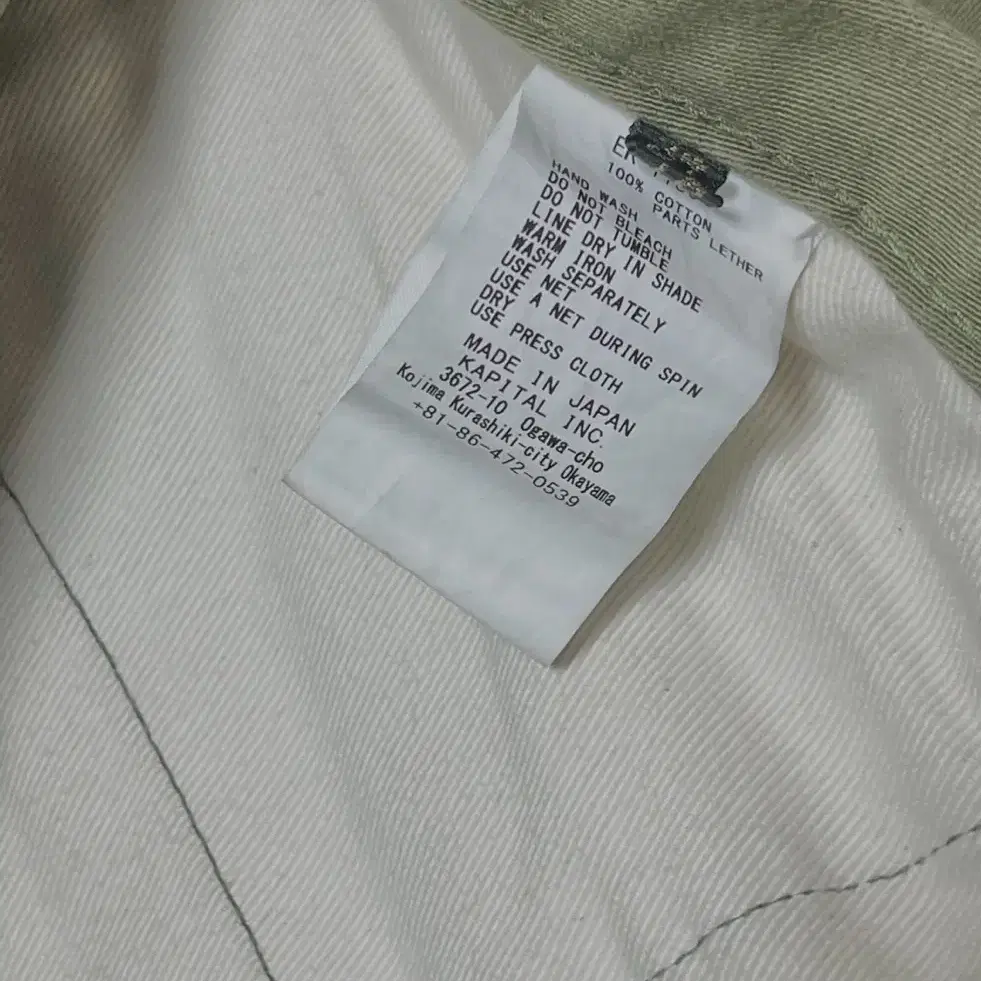 100% COTTON
PARTS LETHER
HAND WASH
DO NOT BLEACH
DO NOT TUMBLE
LINE DRY IN SHADE
WARM IRON
WASH SEPARATELY
USE NET
USE A NET DURING SPIN
DRY
USE PRESS CLOTH
MADE IN JAPAN
KAPITAL INC.
3672-10 Ogawa-cho
Kojima Kurashiki-city Okayama
+81-86-472-0539